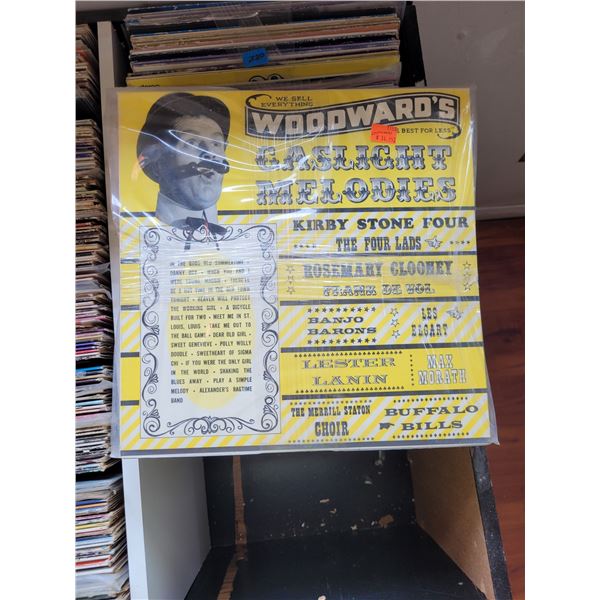 WE SELL
EVERYTHING
WOODWARD'S
BEST FOR LESS
GASLIGHT
MELODIES
KIRBY STONE FOUR
THE FOUR LADS
ROSEMARY CLOONEY
FRANK DE VOL
BANJO
BARONS
LES
ELGART
LESTER
LANIN
MAX
MORATH
THE MERRILL STATON
CHOIR
BUFFALO
BILLS
IN THE GOOD OLD SUMMERTIME •
DANNY BOY • WHEN YOU AND I
WERE YOUNG MAGGIE • THERE'LL
BE A HOT TIME IN THE OLD TOWN
TONIGHT • HEAVEN WILL PROTECT
THE WORKING GIRL • A BICYCLE
BUILT FOR TWO • MEET ME IN ST.
LOUIS, LOUIS • TAKE ME OUT TO
THE BALL GAME! • DEAR OLD GIRL •
SWEET GENEVIEVE • POLLY WOLLY
DOODLE • SWEETHEART OF SIGMA
CHI • IF YOU WERE THE ONLY GIRL
IN THE WORLD • SHAKING THE
BLUES AWAY • PLAY A SIMPLE
MELODY • ALEXANDER'S RAGTIME
BAND